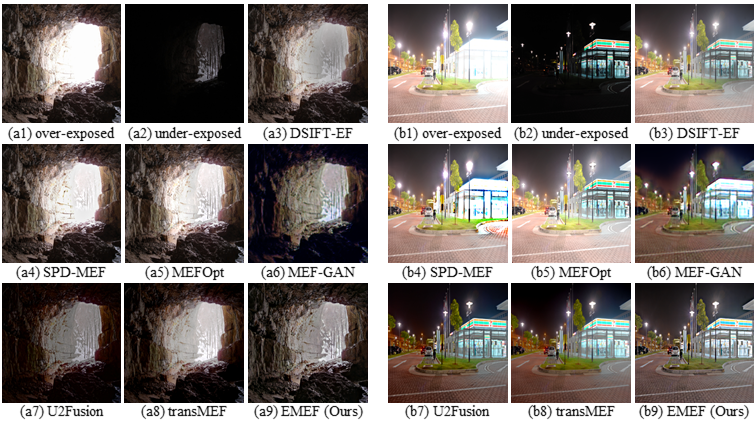 (a1) over-exposed (a2) under-exposed (a3) DSIFT-EF (b1) over-exposed (b2) under-exposed (b3) DSIFT-EF
(a4) SPD-MEF (a5) MEFOpt (a6) MEF-GAN (b4) SPD-MEF (b5) MEFOpt (b6) MEF-GAN
(a7) U2Fusion (a8) transMEF (a9) EMEF (Ours) (b7) U2Fusion (b8) transMEF (b9) EMEF (Ours)